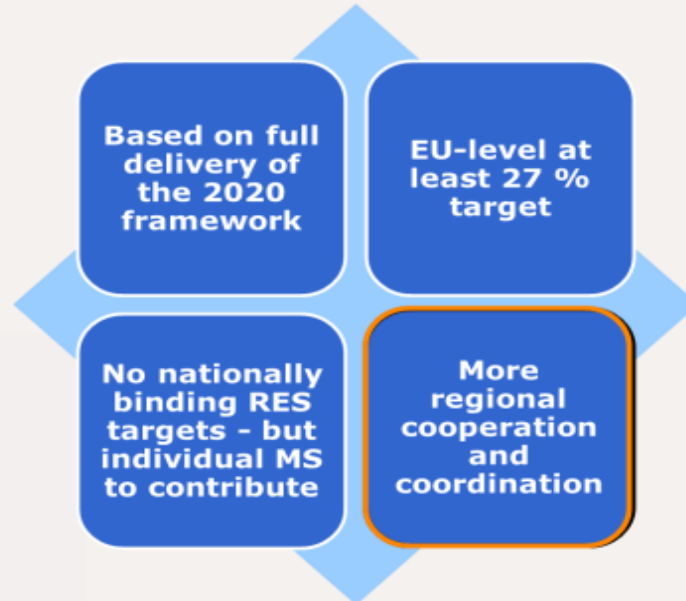 Based on full
delivery of
the 2020
framework
EU-level at
least 27 %
target
No nationally
binding RES
targets - but
individual MS
to contribute
More
regional
cooperation
and
coordination